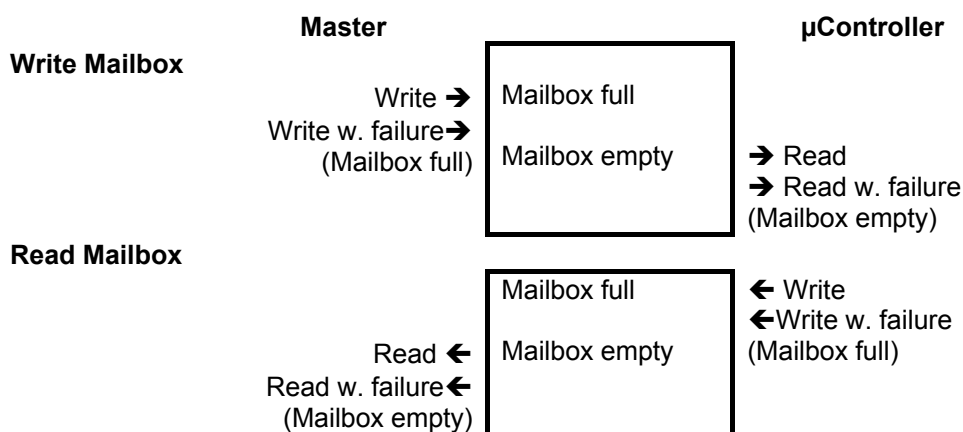 Master µController
Write Mailbox
Write ➔ Mailbox full
Write w. failure➔
(Mailbox full) Mailbox empty ➔ Read
➔ Read w. failure
(Mailbox empty)
Read Mailbox
Mailbox full 🡸 Write
🡸Write w. failure
Read 🡸 Mailbox empty (Mailbox full)
Read w. failure🡸
(Mailbox empty)